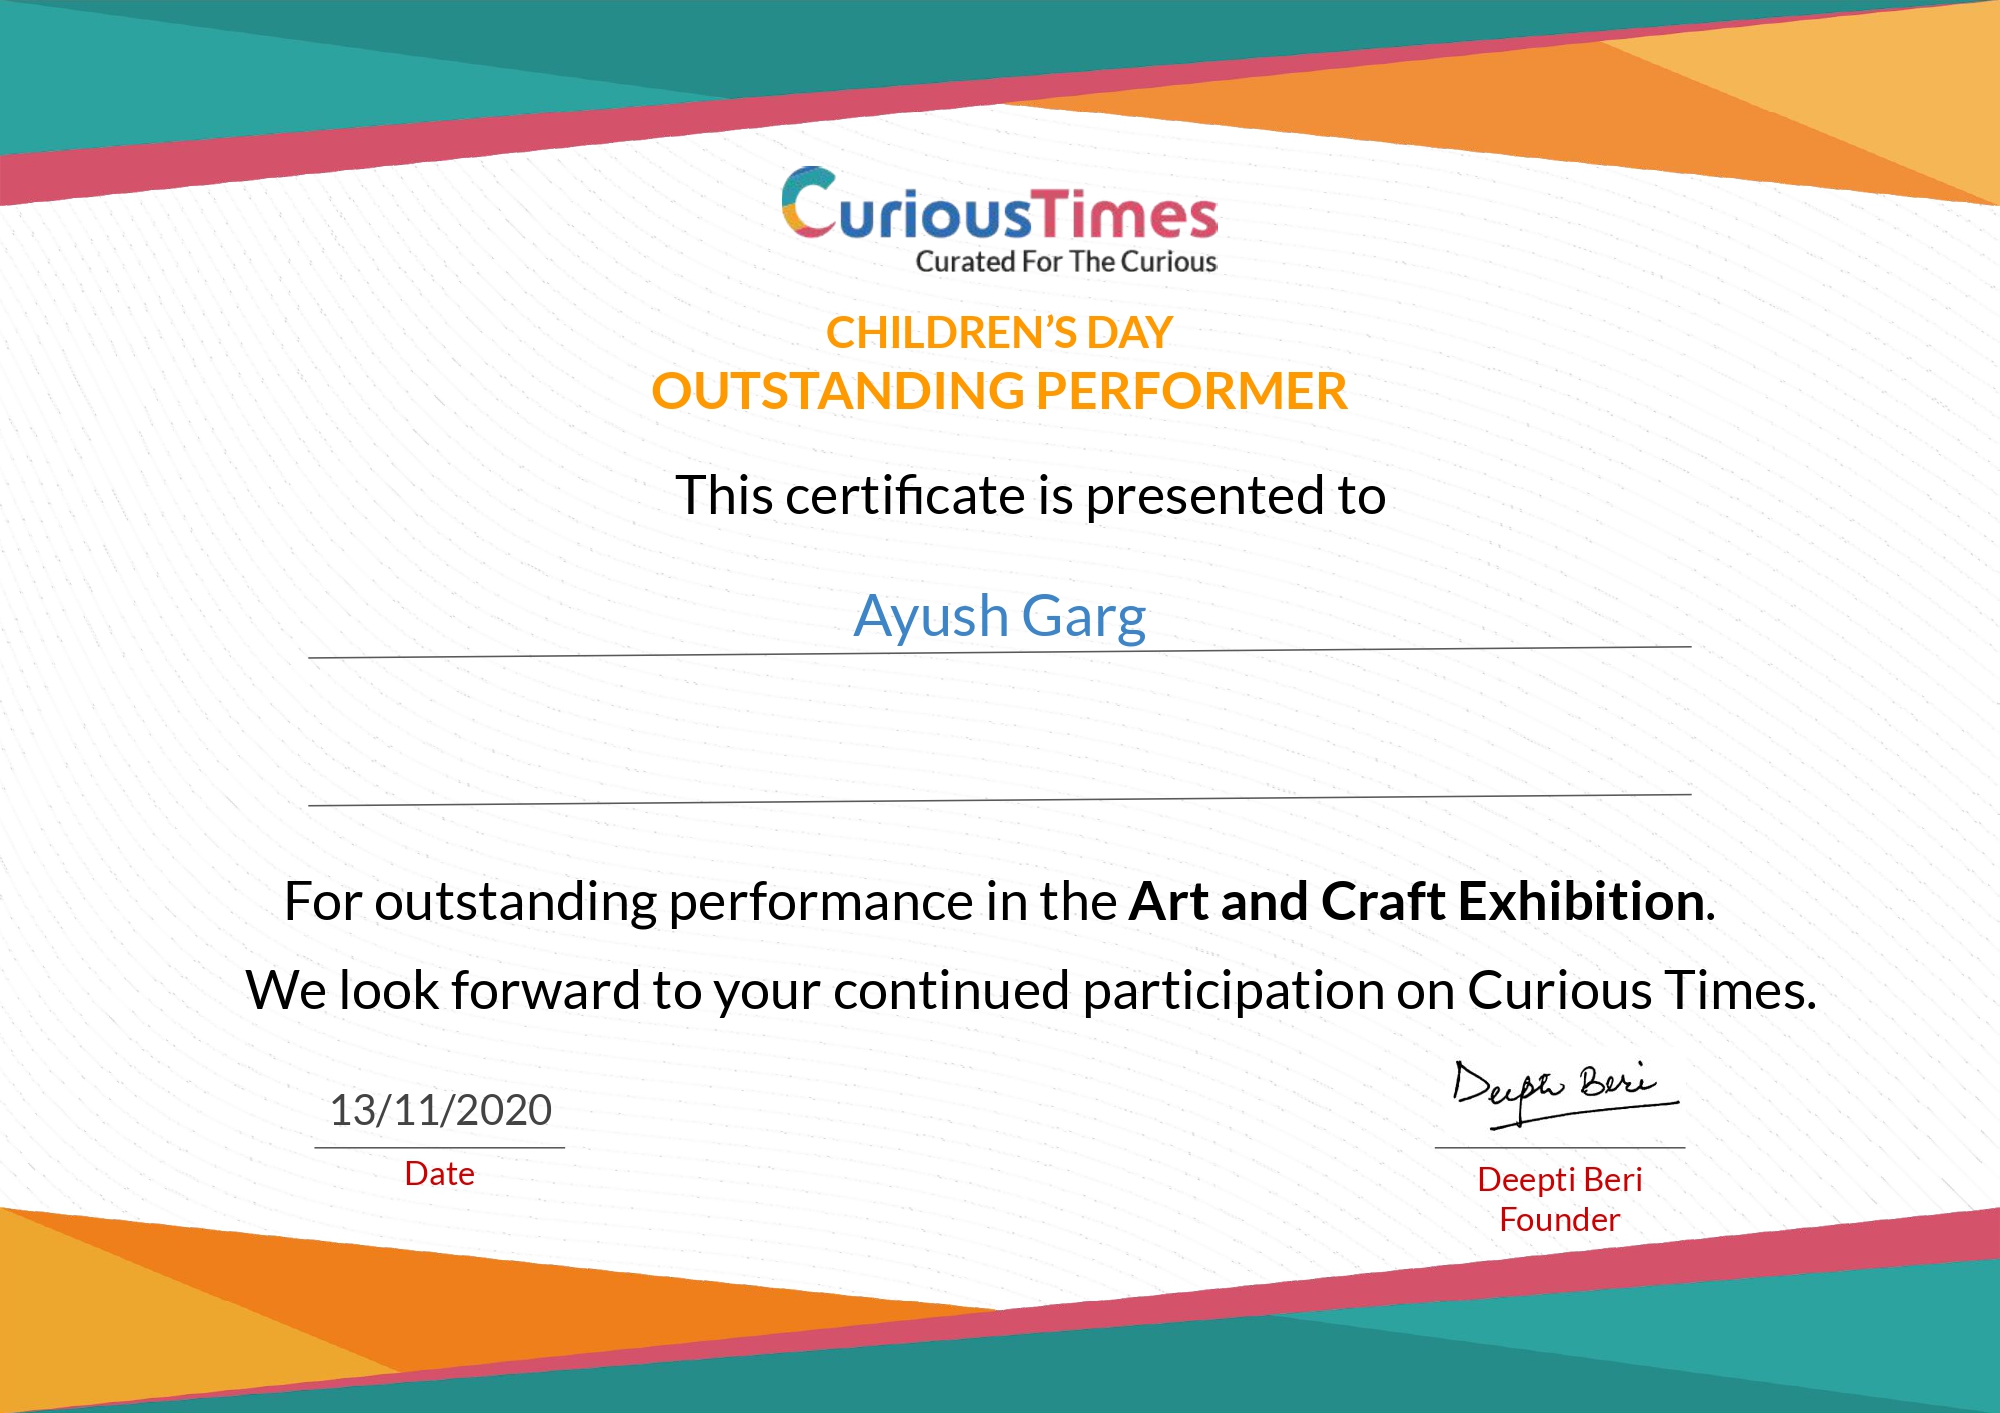 CuriousTimes
Curated For The Curious
CHILDREN’S DAY
OUTSTANDING PERFORMER
This certificate is presented to
Ayush Garg
For outstanding performance in the Art and Craft Exhibition.
We look forward to your continued participation on Curious Times.
13/11/2020
Date
Deepti Beri
Deepti Beri
Founder